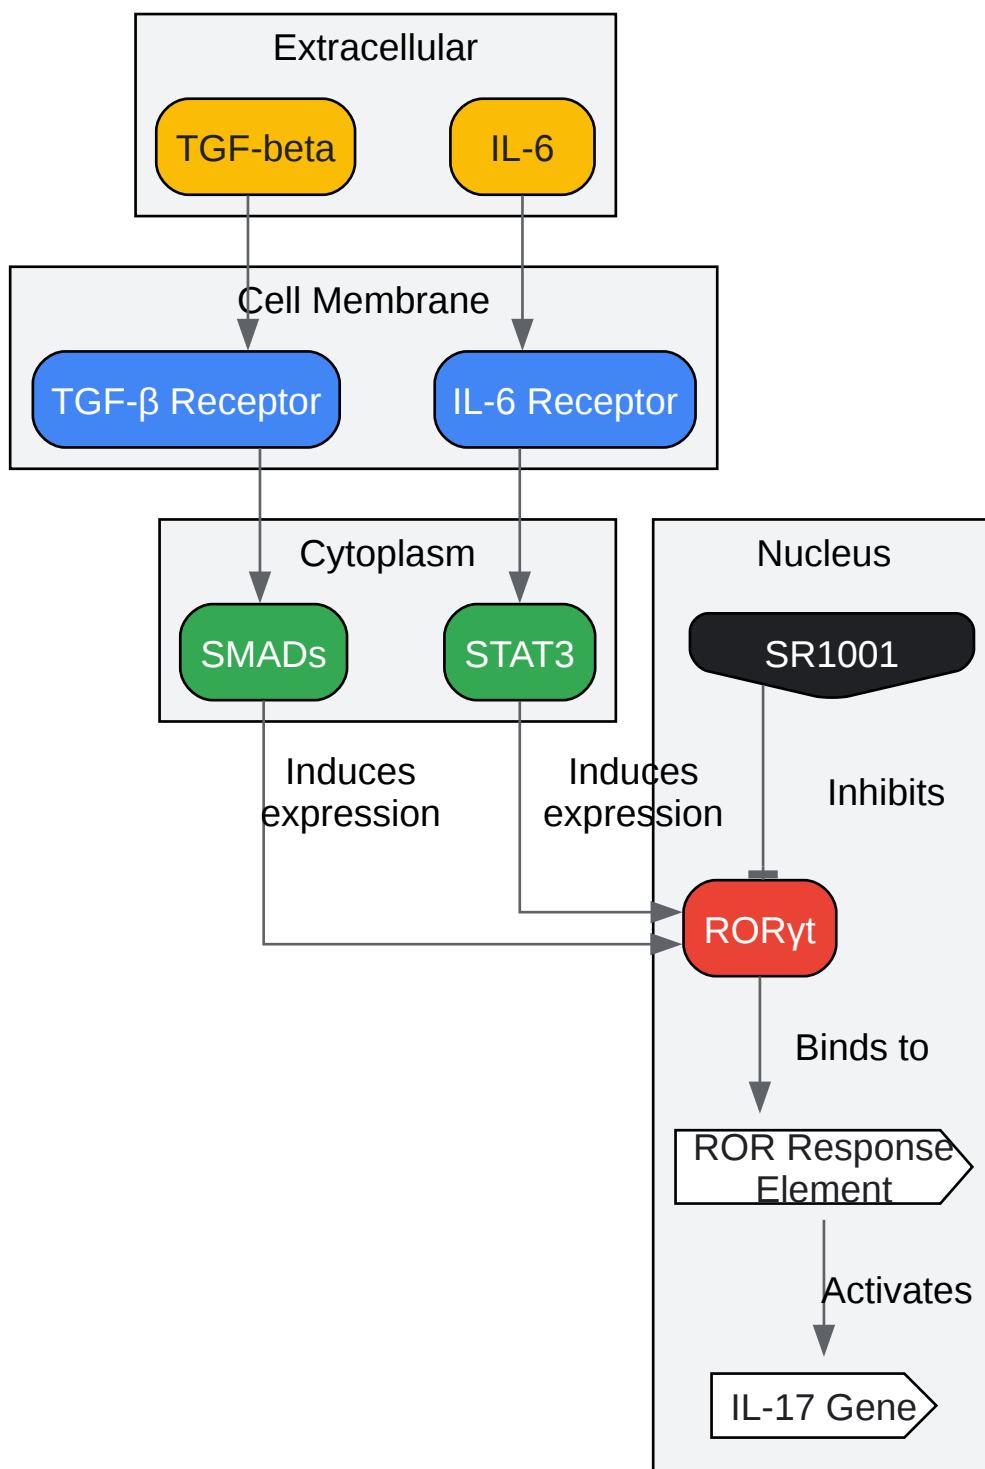 Extracellular
TGF-beta
IL-6
Cell Membrane
TGF-β Receptor
IL-6 Receptor
Cytoplasm
Nucleus
SMADs
STAT3
SR1001
Induces
expression
Induces
expression
Inhibits
RORγt
Binds to
ROR Response
Element
Activates
IL-17 Gene